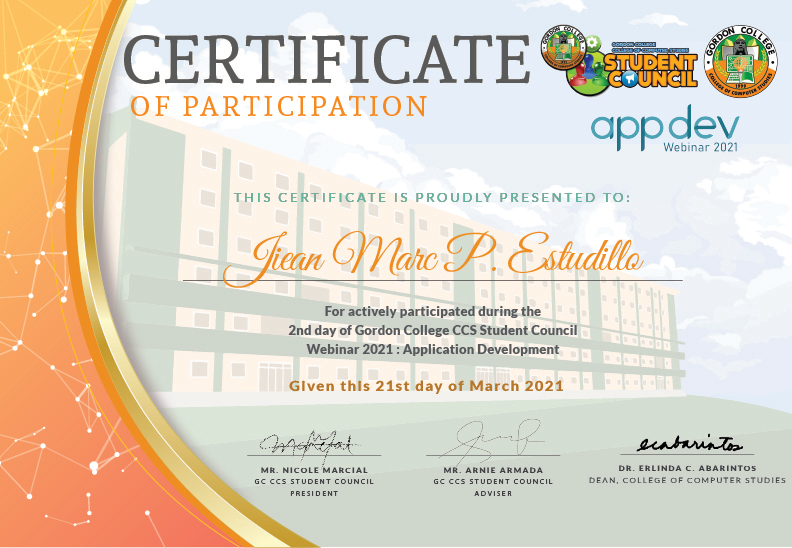 CERTIFICATE
OF PARTICIPATION
GORDON COLLEGE
COLLEGE OF COMPUTER STUDIES
STUDENT
COUNCIL
GORDON COLLEGE
COLLEGE OF COMPUTER STUDIES
1999
app dev
Webinar 2021
THIS CERTIFICATE IS PROUDLY PRESENTED TO:
Jiean Marc P. Estudillo
For actively participated during the
2nd day of Gordon College CCS Student Council
Webinar 2021 : Application Development
Given this 21st day of March 2021
ecabarintos
MR. NICOLE MARCIAL
GC CCS STUDENT COUNCIL
PRESIDENT
MR. ARNIE ARMADA
GC CCS STUDENT COUNCIL
ADVISER
DR. ERLINDA C. ABARINTOS
DEAN, COLLEGE OF COMPUTER STUDIES